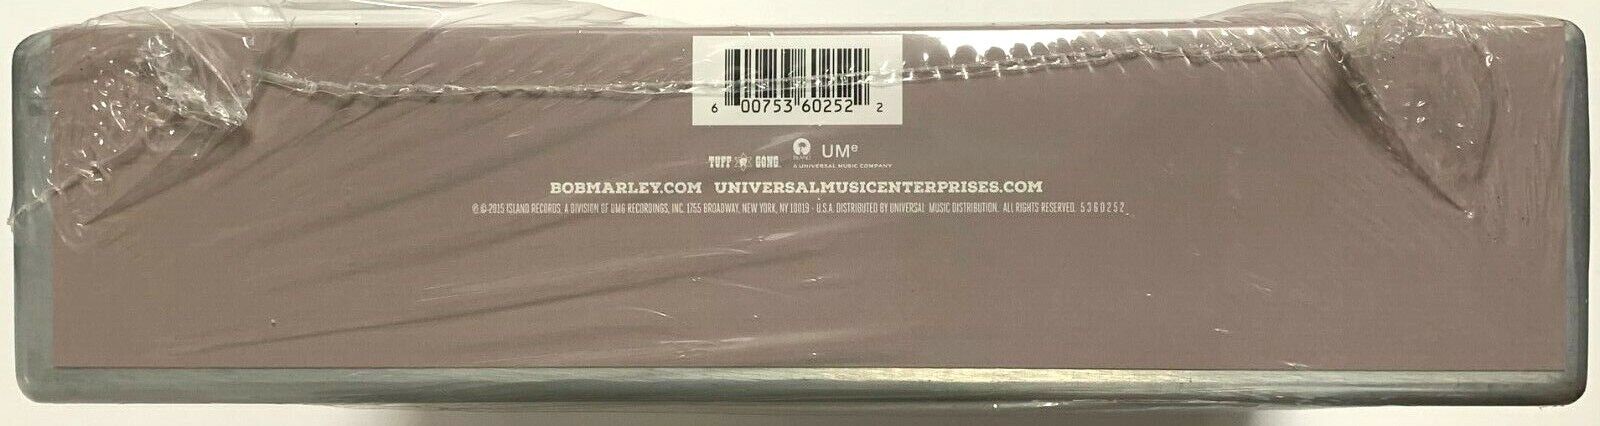 6 00753 60252 2
TUFF GONG ISLAND UMe
A UNIVERSAL MUSIC COMPANY
BOBMARLEY.COM UNIVERSALMUSICENTERPRISES.COM
℗ © 2015 ISLAND RECORDS, A DIVISION OF UMG RECORDINGS, INC. 1755 BROADWAY, NEW YORK, NY 10019 - U.S.A. DISTRIBUTED BY UNIVERSAL MUSIC DISTRIBUTION. ALL RIGHTS RESERVED. 5360252